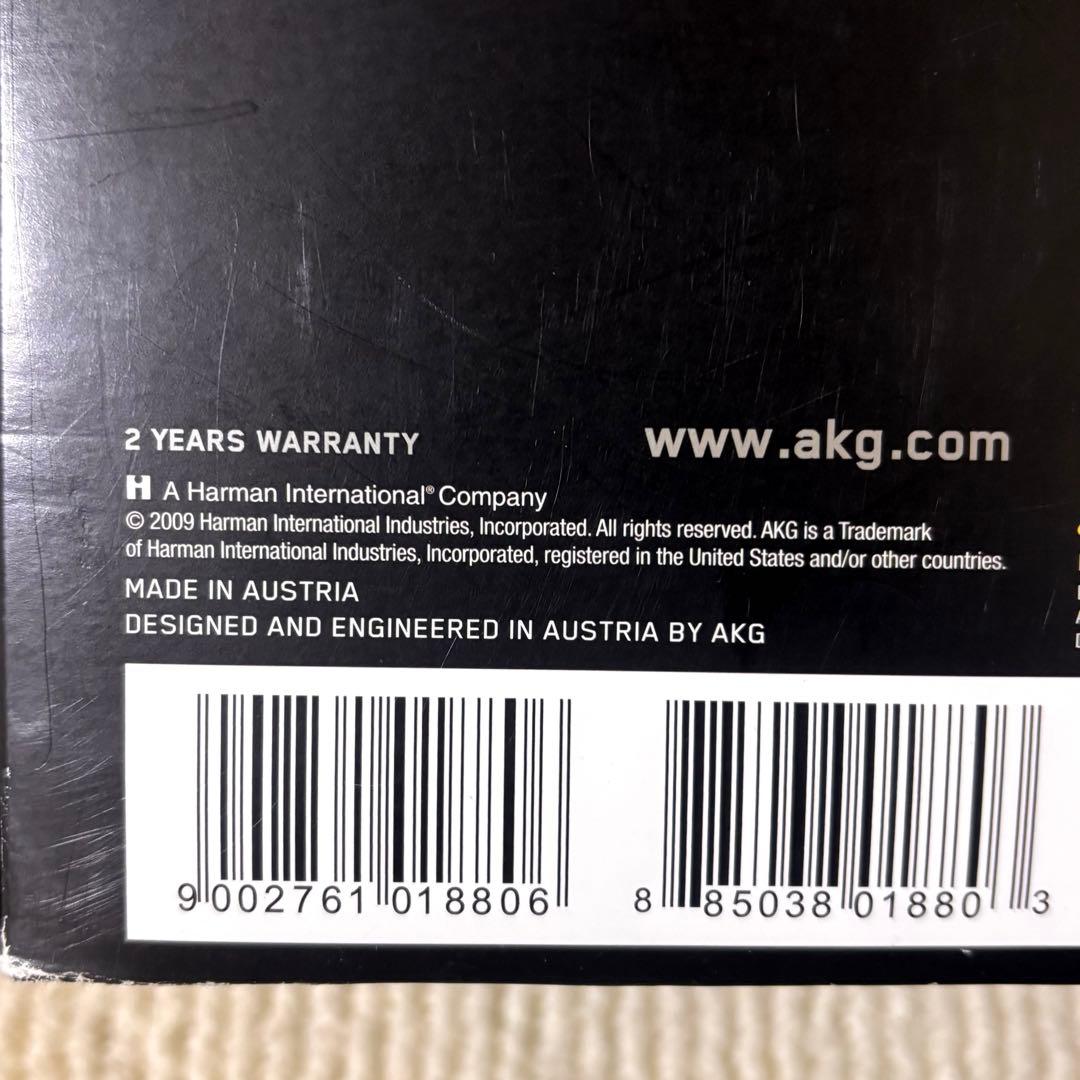 2 YEARS WARRANTY
www.akg.com
H A Harman International® Company
© 2009 Harman International Industries, Incorporated. All rights reserved. AKG is a Trademark
of Harman International Industries, Incorporated, registered in the United States and/or other countries.
MADE IN AUSTRIA
DESIGNED AND ENGINEERED IN AUSTRIA BY AKG
9 002761 018806
8 85038 01880 3